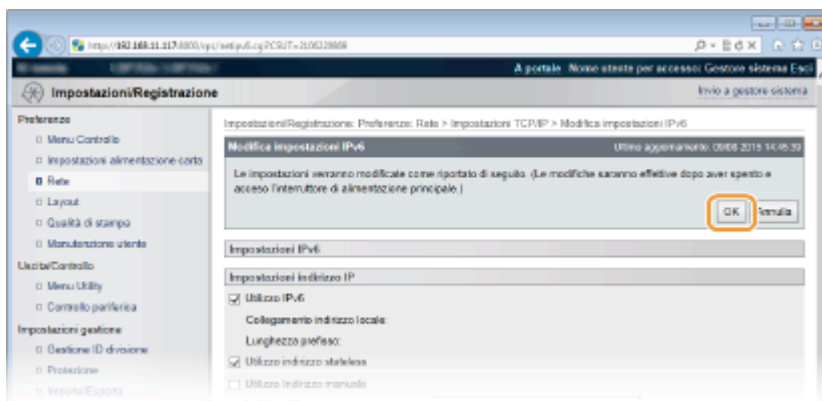 A portale Nome utente per accesso: Gestore sistema Esci
Impostazioni/Registrazione
Invio a gestore sistema
Preferenze
Menu Controllo
Impostazioni alimentazione carta
Rete
Layout
Qualità di stampa
Manutenzione utente
Uscita/Controllo
Menu Utility
Controllo periferica
Impostazioni gestione
Gestione ID divisione
Protezione
Importa/Esporta
Impostazioni/Registrazione: Preferenze: Rete > Impostazioni TCP/IP > Modifica impostazioni IPv6
Modifica impostazioni IPv6
Ultimo aggiornamento:
Le impostazioni verranno modificate come riportato di seguito. (Le modifiche saranno effettive dopo aver spento e
acceso l'interruttore di alimentazione principale.)
OK Annulla
Impostazioni IPv6
Impostazioni indirizzo IP
Utilizzo IPv6
Collegamento indirizzo locale:
Lunghezza prefisso:
Utilizzo indirizzo stateless
Utilizzo Indirizzo manuale